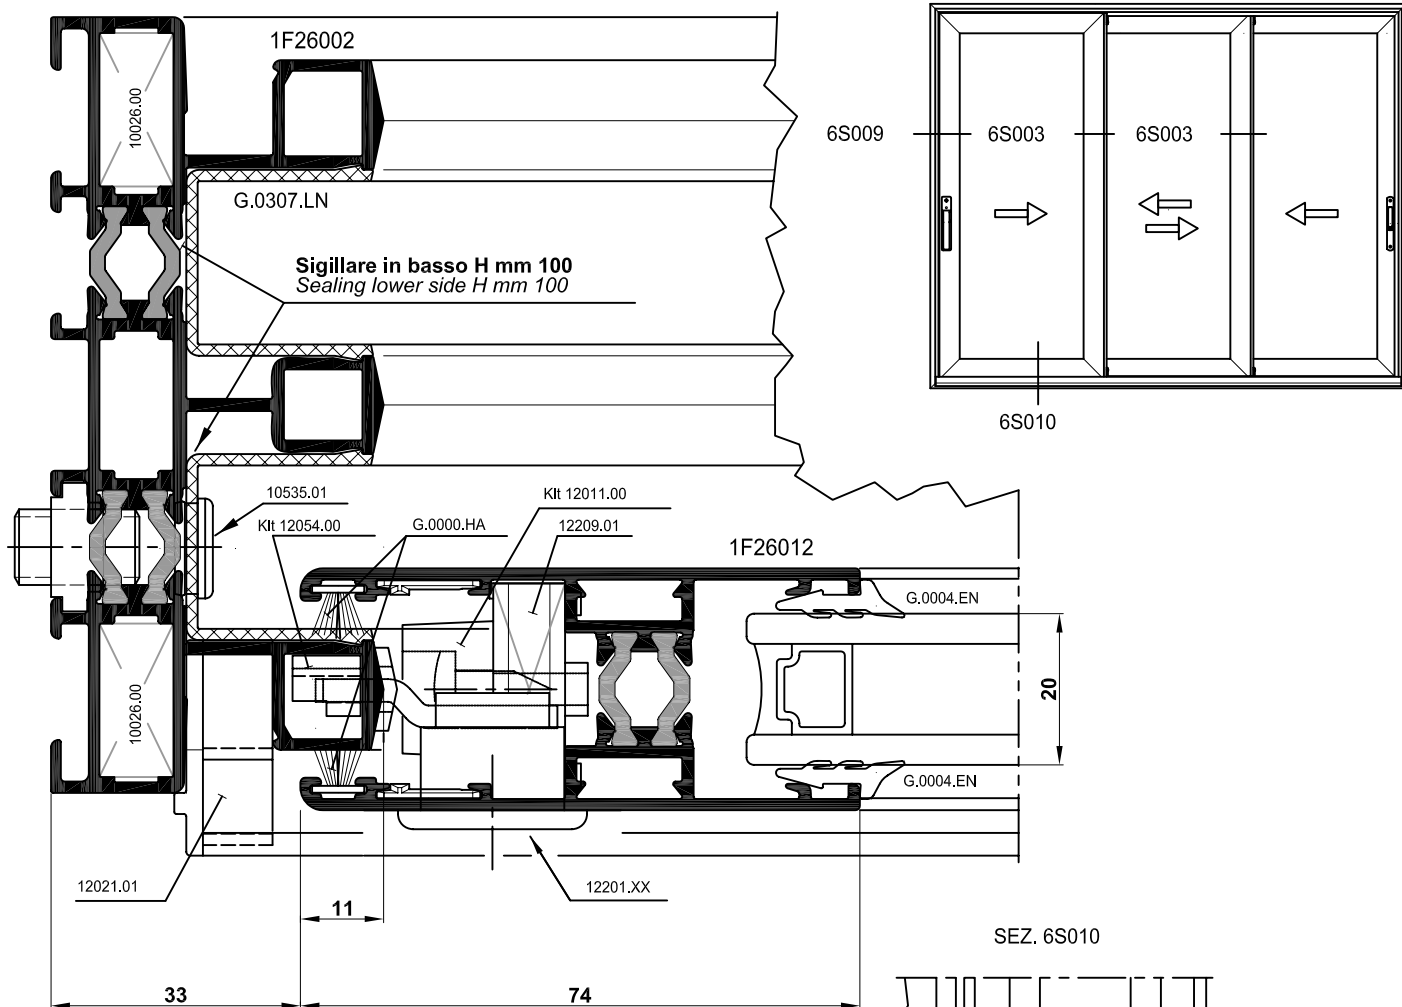 1F26002
10026.00
G.0307.LN
Sigillare in basso H mm 100
Sealing lower side H mm 100
6S009
6S003
6S003
6S010
10535.01
Kit 12054.00
G.0000.HA
Kit 12011.00
12209.01
1F26012
G.0004.EN
20
10026.00
G.0004.EN
12021.01
11
12201.XX
33
74
SEZ. 6S010